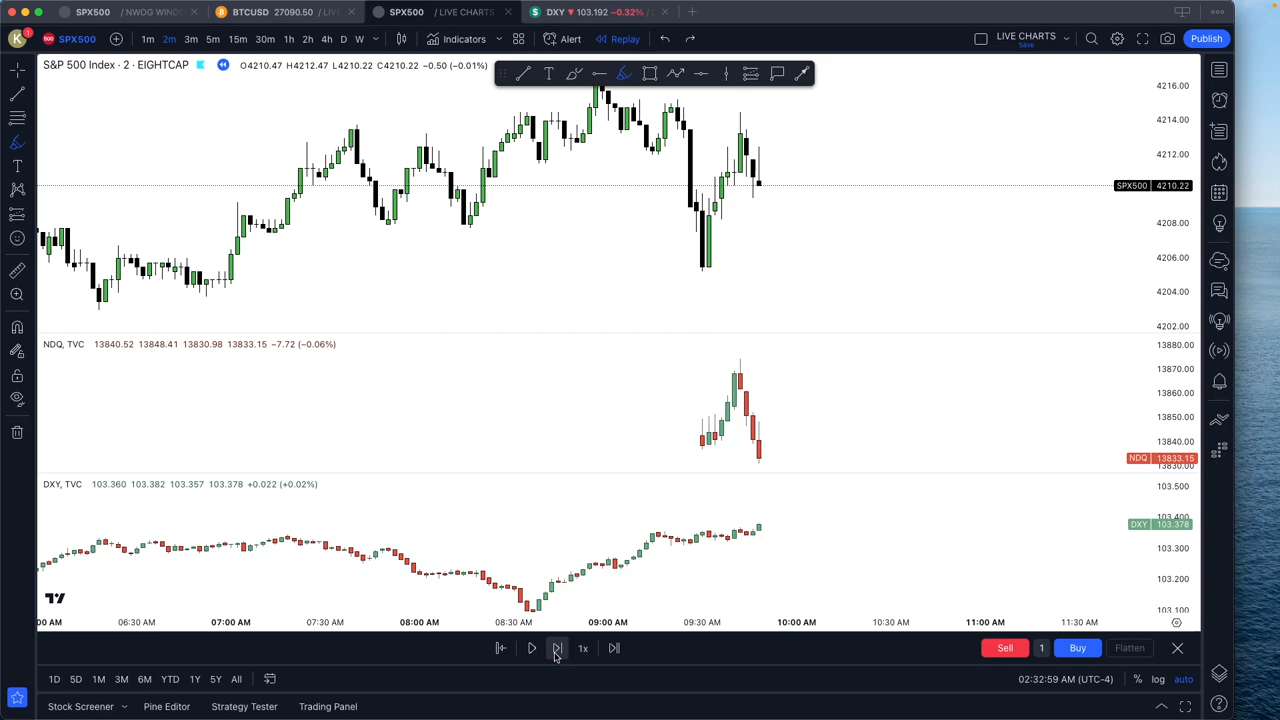 SPX500 / NWOG WIND
BTCUSD 27090.50 / LIV
SPX500 / LIVE CHARTS
DXY ▼ 103.192 −0.32% /
K 1 500 SPX500 1m 2m 3m 5m 15m 30m 1h 2h 4h D W Indicators Alert Replay LIVE CHARTS Save Publish
S&P 500 Index · 2 · EIGHTCAP O4210.47 H4212.47 L4210.22 C4210.22 −0.50 (−0.01%)
4216.00
4214.00
4212.00
SPX500 4210.22
4208.00
4206.00
4204.00
4202.00
NDQ, TVC 13840.52 13848.41 13830.98 13833.15 −7.72 (−0.06%)
13880.00
13870.00
13860.00
13850.00
13840.00
NDQ 13833.15
13830.00
DXY, TVC 103.360 103.382 103.357 103.378 +0.022 (+0.02%)
103.500
103.400
DXY 103.378
103.300
103.200
103.100
00 AM 06:30 AM 07:00 AM 07:30 AM 08:00 AM 08:30 AM 09:00 AM 09:30 AM 10:00 AM 10:30 AM 11:00 AM 11:30 AM
1x Sell 1 Buy Flatten
1D 5D 1M 3M 6M YTD 1Y 5Y All 02:32:59 AM (UTC-4) % log auto
Stock Screener Pine Editor Strategy Tester Trading Panel